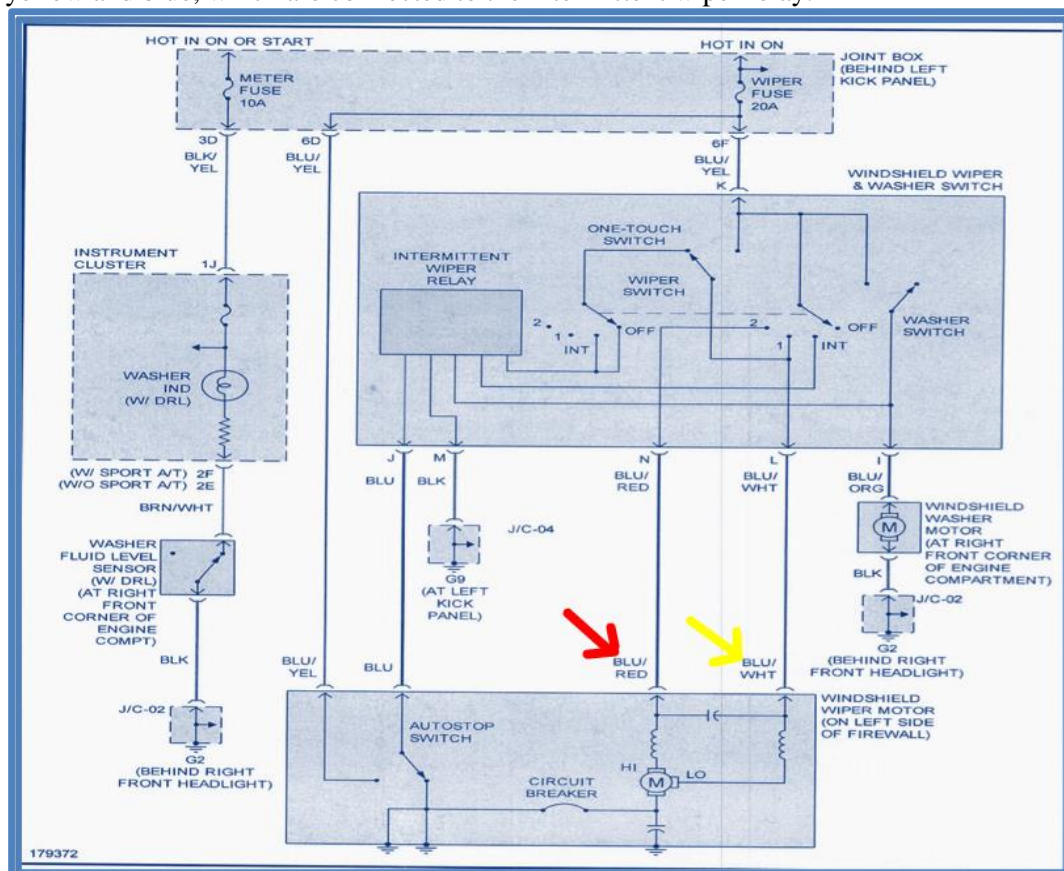 HOT IN ON OR START
HOT IN ON
METER
FUSE
10A
WIPER
FUSE
20A
JOINT BOX
(BEHIND LEFT
KICK PANEL)
3D
6D
6F
BLK/
YEL
BLU/
YEL
BLU/
YEL
K
WINDSHIELD WIPER
& WASHER SWITCH
INSTRUMENT
CLUSTER
1J
INTERMITTENT
WIPER
RELAY
ONE-TOUCH
SWITCH
WIPER
SWITCH
2
1
INT
OFF
2
1
INT
OFF
WASHER
SWITCH
WASHER
IND
(W/ DRL)
(W/ SPORT A/T) 2F
(W/O SPORT A/T) 2E
BRN/WHT
J
M
N
L
I
BLU
BLK
BLU/
RED
BLU/
WHT
BLU/
ORG
WASHER
FLUID LEVEL
SENSOR
(W/ DRL)
(AT RIGHT
FRONT
CORNER OF
ENGINE
COMPT)
J/C-04
G9
(AT LEFT
KICK
PANEL)
M
WINDSHIELD
WASHER
MOTOR
(AT RIGHT
FRONT CORNER
OF ENGINE
COMPARTMENT)
BLK
J/C-02
G2
(BEHIND RIGHT
FRONT HEADLIGHT)
BLK
BLU/
YEL
BLU
BLU/
RED
BLU/
WHT
J/C-02
G2
(BEHIND RIGHT
FRONT HEADLIGHT)
AUTOSTOP
SWITCH
CIRCUIT
BREAKER
HI
M
LO
WINDSHIELD
WIPER MOTOR
(ON LEFT SIDE
OF FIREWALL)
179372